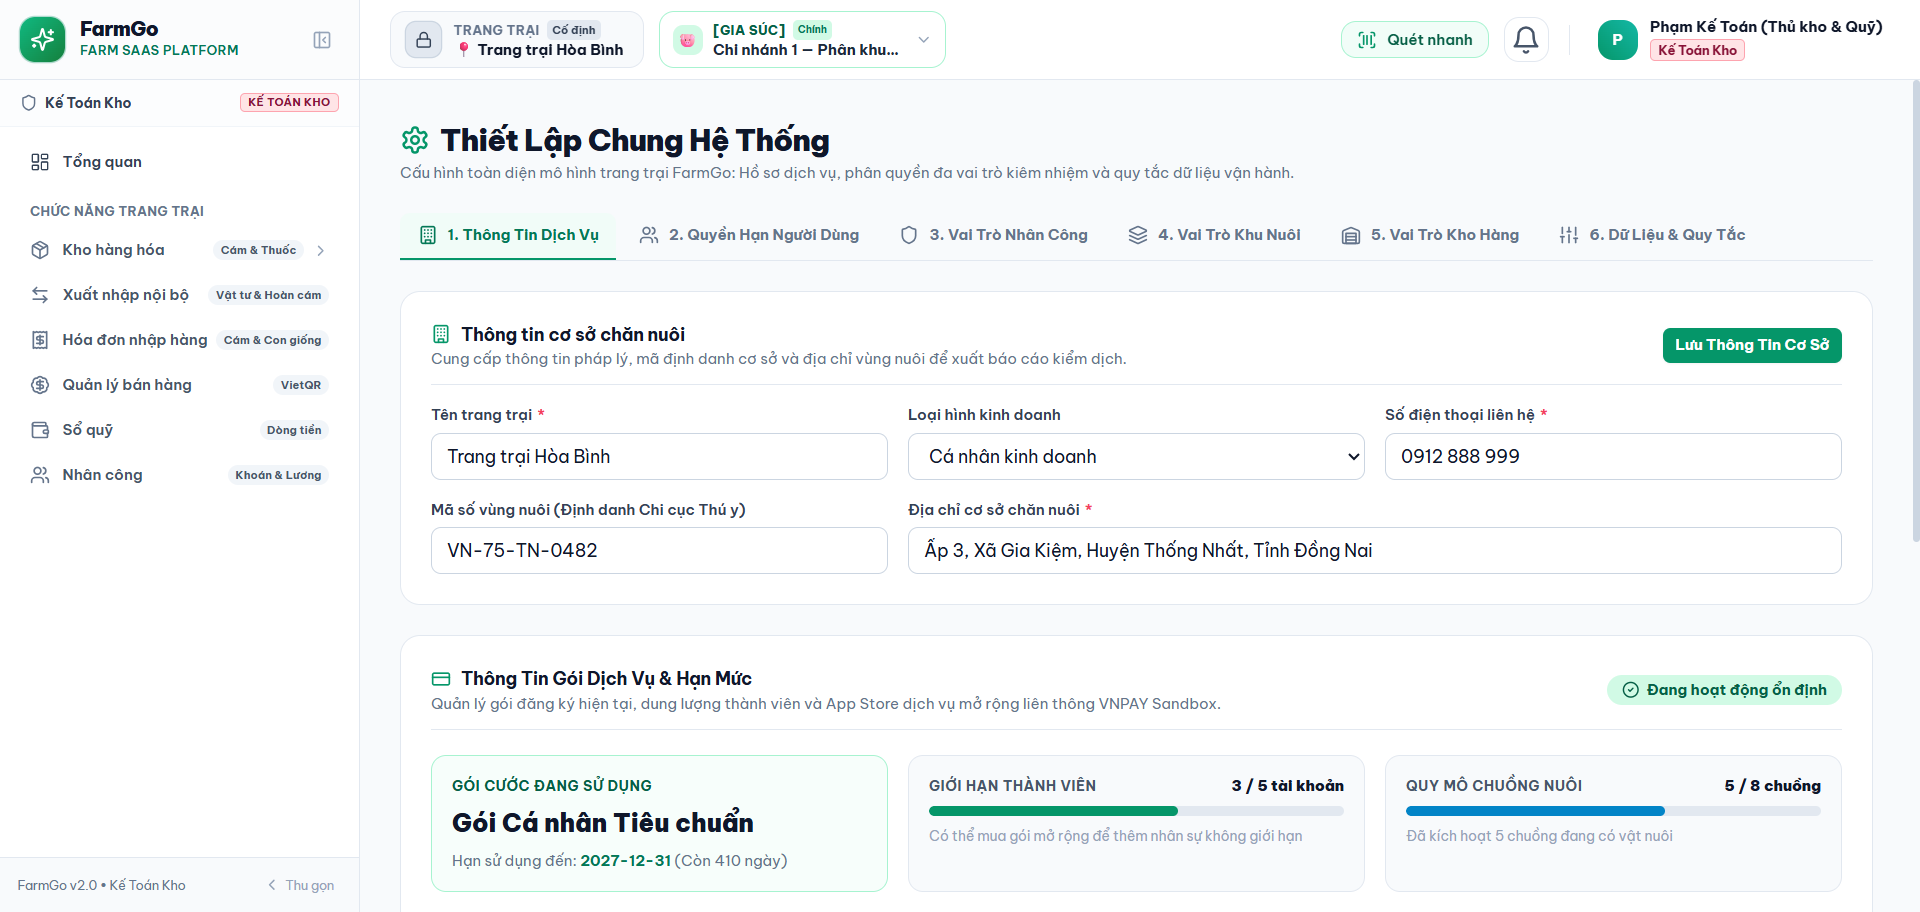 FarmGo
FARM SAAS PLATFORM
TRANG TRẠI Cố định
Trang trại Hòa Bình
[GIA SÚC] Chính
Chi nhánh 1 — Phân khu...
Quét nhanh
P
Phạm Kế Toán (Thủ kho & Quỹ)
Kế Toán Kho
Kế Toán Kho KẾ TOÁN KHO
Tổng quan
CHỨC NĂNG TRANG TRẠI
Kho hàng hóa Cám & Thuốc
Xuất nhập nội bộ Vật tư & Hoàn cám
Hóa đơn nhập hàng Cám & Con giống
Quản lý bán hàng VietQR
Sổ quỹ Dòng tiền
Nhân công Khoán & Lương
FarmGo v2.0 • Kế Toán Kho Thu gọn
Thiết Lập Chung Hệ Thống
Cấu hình toàn diện mô hình trang trại FarmGo: Hồ sơ dịch vụ, phân quyền đa vai trò kiêm nhiệm và quy tắc dữ liệu vận hành.
1. Thông Tin Dịch Vụ 2. Quyền Hạn Người Dùng 3. Vai Trò Nhân Công 4. Vai Trò Khu Nuôi 5. Vai Trò Kho Hàng 6. Dữ Liệu & Quy Tắc
Thông tin cơ sở chăn nuôi
Cung cấp thông tin pháp lý, mã định danh cơ sở và địa chỉ vùng nuôi để xuất báo cáo kiểm dịch.
Lưu Thông Tin Cơ Sở
Tên trang trại * Loại hình kinh doanh Số điện thoại liên hệ *
Trang trại Hòa Bình Cá nhân kinh doanh 0912 888 999
Mã số vùng nuôi (Định danh Chi cục Thú y) Địa chỉ cơ sở chăn nuôi *
VN-75-TN-0482 Ấp 3, Xã Gia Kiệm, Huyện Thống Nhất, Tỉnh Đồng Nai
Thông Tin Gói Dịch Vụ & Hạn Mức
Quản lý gói đăng ký hiện tại, dung lượng thành viên và App Store dịch vụ mở rộng liên thông VNPAY Sandbox.
Đang hoạt động ổn định
GÓI CƯỚC ĐANG SỬ DỤNG
Gói Cá nhân Tiêu chuẩn
Hạn sử dụng đến: 2027-12-31 (Còn 410 ngày)
GIỚI HẠN THÀNH VIÊN 3 / 5 tài khoản
Có thể mua gói mở rộng để thêm nhân sự không giới hạn
QUY MÔ CHUỒNG NUÔI 5 / 8 chuồng
Đã kích hoạt 5 chuồng đang có vật nuôi